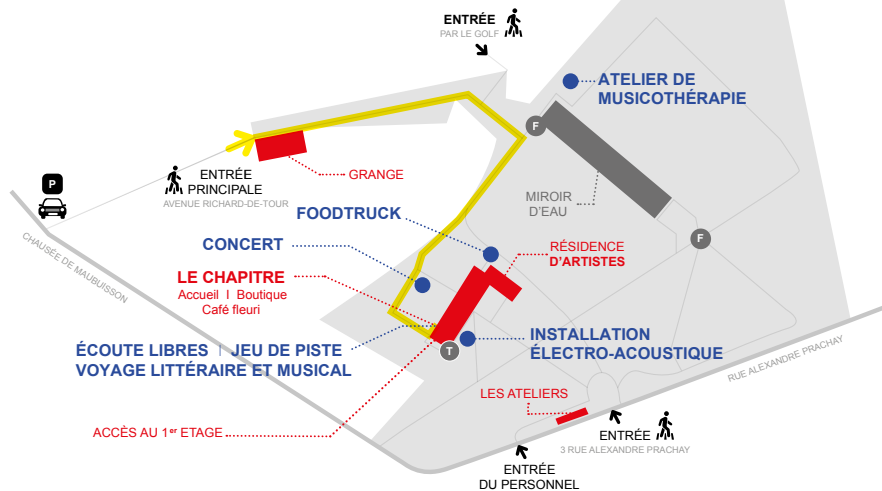 ENTRÉE
PAR LE GOLF
ATELIER DE
MUSICOTHÉRAPIE
F
P
ENTRÉE
PRINCIPALE
AVENUE RICHARD-DE-TOUR
GRANGE
MIROIR
D'EAU
FOODTRUCK
F
CHAUSÉE DE MAUBUISSON
CONCERT
RÉSIDENCE
D'ARTISTES
LE CHAPITRE
Accueil I Boutique
Café fleuri
INSTALLATION
ÉLECTRO-ACOUSTIQUE
ÉCOUTE LIBRES I JEU DE PISTE
VOYAGE LITTÉRAIRE ET MUSICAL
T
RUE ALEXANDRE PRACHAY
LES ATELIERS
ACCÈS AU 1er ETAGE
ENTRÉE
3 RUE ALEXANDRE PRACHAY
ENTRÉE
DU PERSONNEL